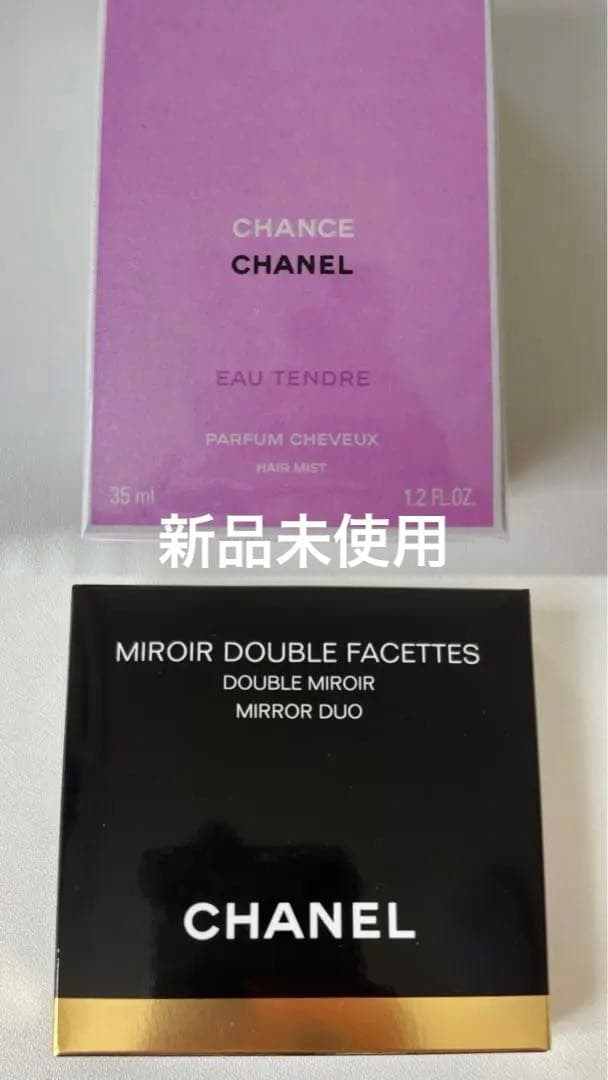 CHANCE
CHANEL
EAU TENDRE
PARFUM CHEVEUX
HAIR MIST
35 ml 1.2 FL.OZ.
新品未使用
MIROIR DOUBLE FACETTES
DOUBLE MIROIR
MIRROR DUO
CHANEL